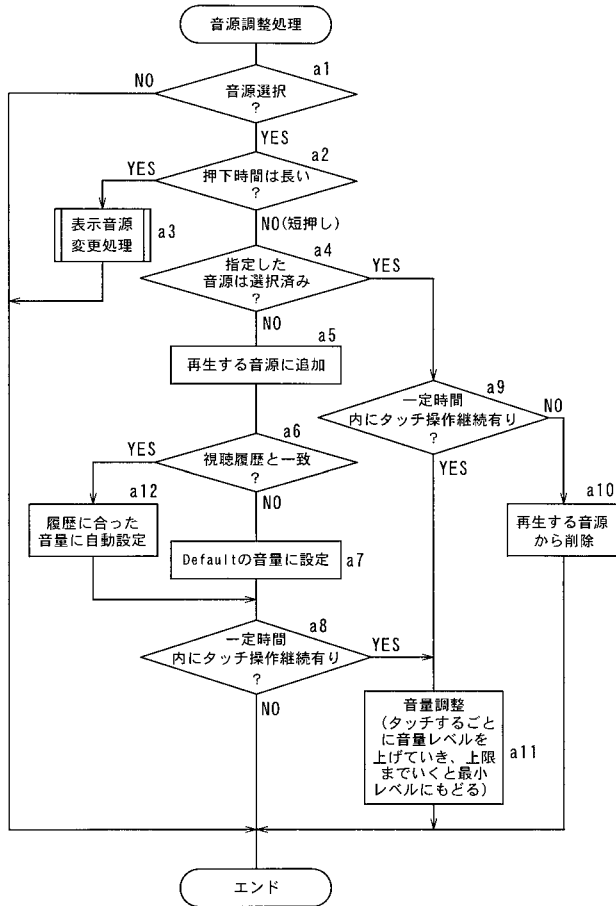 音源調整処理
a1
NO
音源選択
?
YES
a2
YES
押下時間は長い
?
表示音源
変更処理
a3
NO(短押し)
a4
指定した
音源は選択済み
?
YES
NO
a5
再生する音源に追加
a9
一定時間
内にタッチ操作継続有り
?
NO
YES
a6
YES
視聴履歴と一致
?
NO
a12
履歴に合った
音量に自動設定
a10
再生する音源
から削除
Defaultの音量に設定
a7
a8
一定時間
内にタッチ操作継続有り
?
YES
NO
音量調整
(タッチするごと
に音量レベルを
上げていき、上限
までいくと最小
レベルにもどる)
a11
エンド